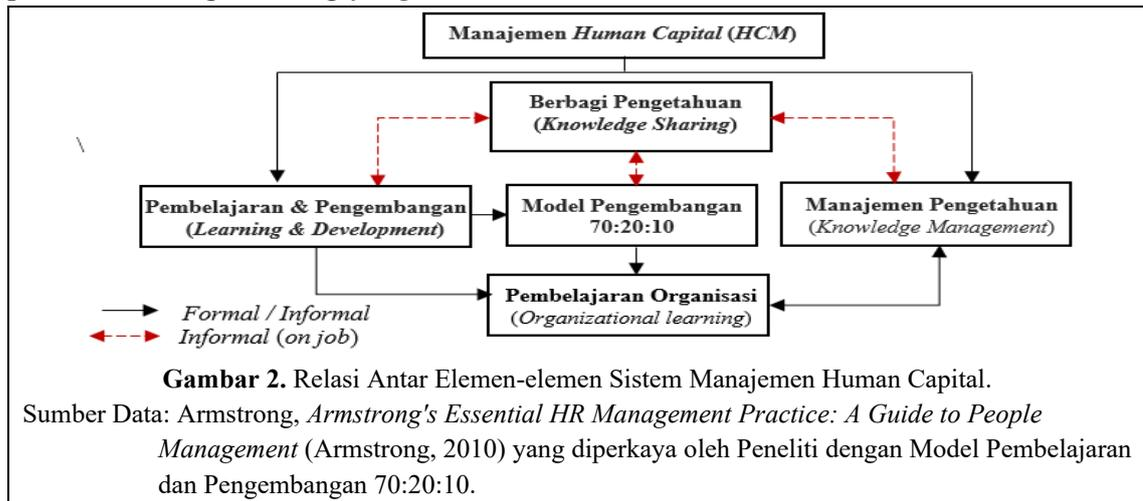 Manajemen Human Capital (HCM)
Berbagi Pengetahuan
(Knowledge Sharing)
Pembelajaran & Pengembangan
(Learning & Development)
Model Pengembangan
70:20:10
Manajemen Pengetahuan
(Knowledge Management)
Pembelajaran Organisasi
(Organizational learning)
Formal / Informal
Informal (on job)
\
Gambar 2. Relasi Antar Elemen-elemen Sistem Manajemen Human Capital.
Sumber Data: Armstrong, Armstrong's Essential HR Management Practice: A Guide to People
Management (Armstrong, 2010) yang diperkaya oleh Peneliti dengan Model Pembelajaran
dan Pengembangan 70:20:10.